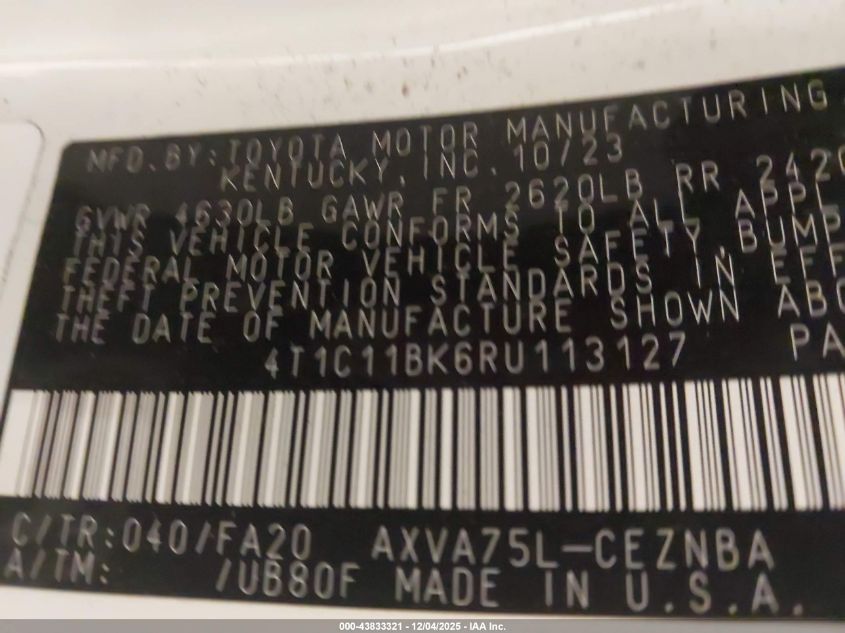 MFD. BY: TOYOTA MOTOR MANUFACTURING
KENTUCKY, INC. 10/23
GVWR 4630LB GAWR FR 2620LB RR 242
THIS VEHICLE CONFORMS TO ALL APPL
FEDERAL MOTOR VEHICLE SAFETY, BUMP
THEFT PREVENTION STANDARDS IN EFF
THE DATE OF MANUFACTURE SHOWN ABO
4T1C11BK6RU113127 PA
C/TR: 040/FA20 AXVA75L-CEZNBA
A/TM: /UB80F MADE IN U.S.A.
000-43833321 | 12/04/2025 - IAA Inc.